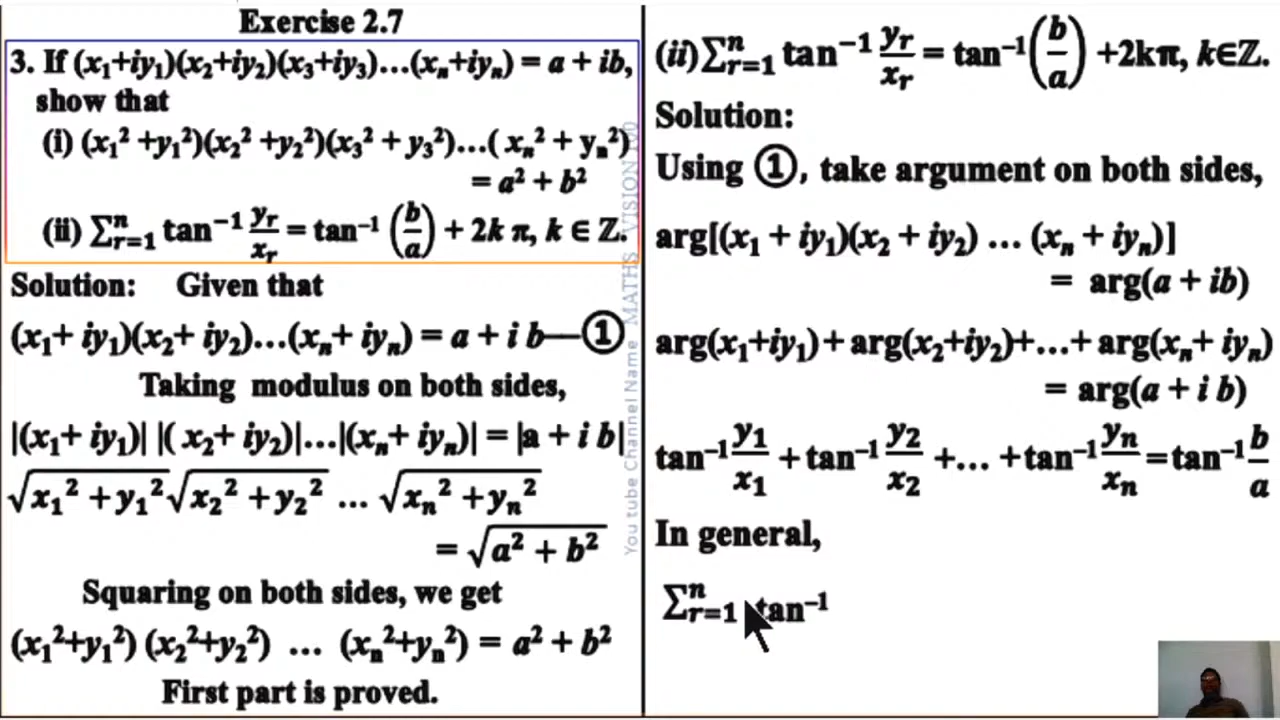 Exercise 2.7
3. If (x₁+iy₁)(x₂+iy₂)(x₃+iy₃)...(xₙ+iyₙ) = a + ib,
show that
(i) (x₁² +y₁²)(x₂² +y₂²)(x₃² + y₃²)...( xₙ² + yₙ²)
= a² + b²
(ii) ∑ⁿᵣ₌₁ tan⁻¹ yᵣ/xᵣ = tan⁻¹ (b/a) + 2k π, k ∈ ℤ.
Solution: Given that
(x₁+ iy₁)(x₂+ iy₂)...(xₙ+ iyₙ) = a + i b—①
Taking modulus on both sides,
|(x₁+ iy₁)| |( x₂+ iy₂)|...|(xₙ+ iyₙ)| = |a + i b|
√(x₁² +y₁²)√(x₂² +y₂²) ... √(xₙ² +yₙ²)
= √(a² + b²)
Squaring on both sides, we get
(x₁²+y₁²) (x₂²+y₂²) ... (xₙ²+yₙ²) = a² + b²
First part is proved.
You tube Channel Name MATHS VISION 100
(ii)∑ⁿᵣ₌₁ tan⁻¹ yᵣ/xᵣ = tan⁻¹(b/a) +2kπ, k∈ℤ.
Solution:
Using ①, take argument on both sides,
arg[(x₁ + iy₁)(x₂ + iy₂) ... (xₙ + iyₙ)]
= arg(a + ib)
arg(x₁+iy₁)+ arg(x₂+iy₂)+...+ arg(xₙ+ iyₙ)
= arg(a + i b)
tan⁻¹ y₁/x₁ +tan⁻¹ y₂/x₂ +... +tan⁻¹ yₙ/xₙ =tan⁻¹ b/a
In general,
∑ⁿᵣ₌₁ tan⁻¹